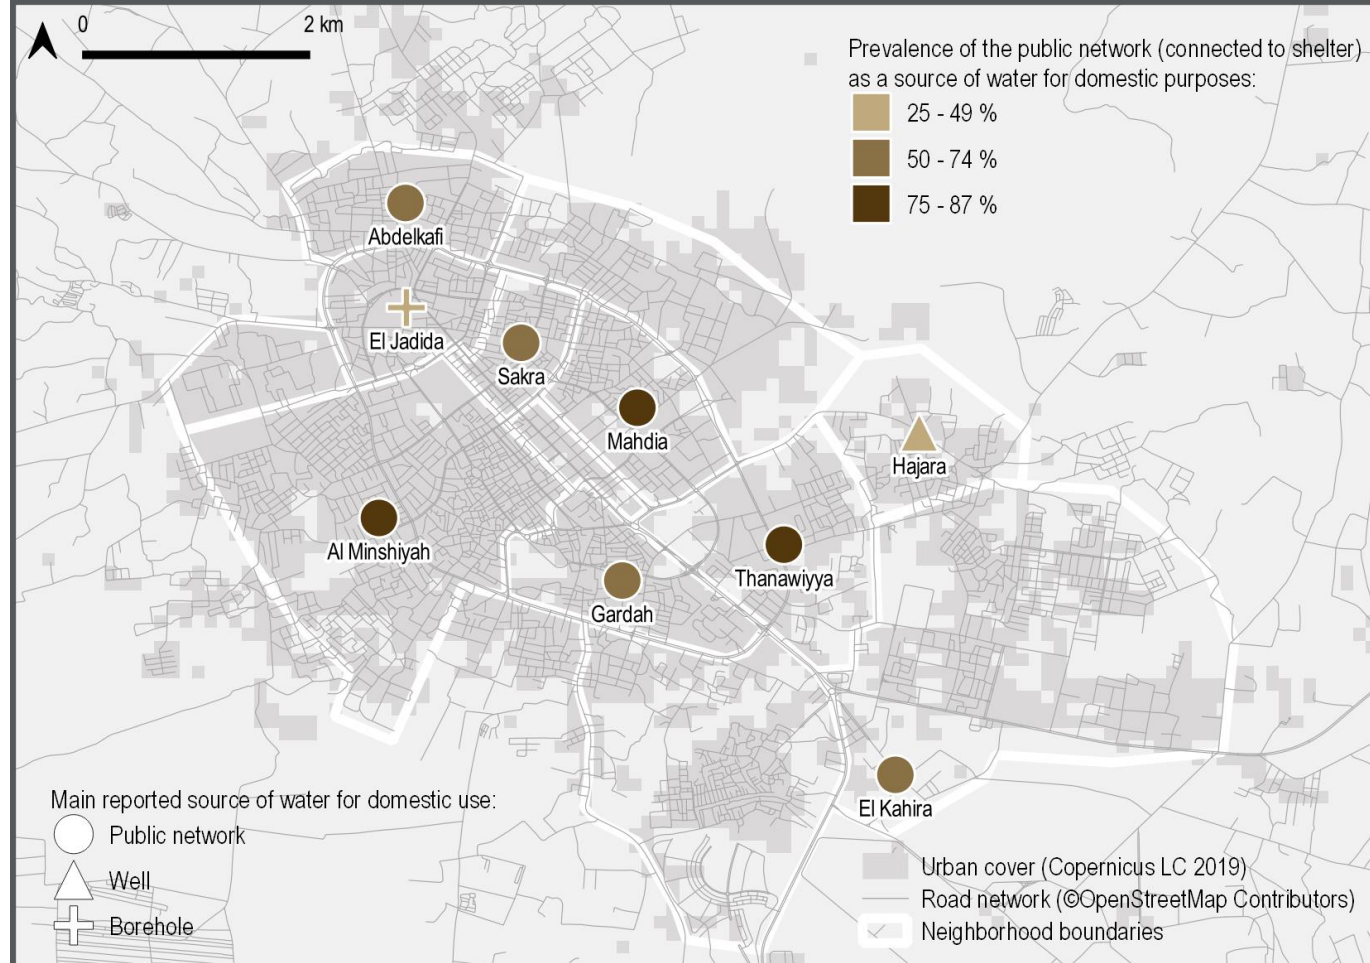 0 2 km
Prevalence of the public network (connected to shelter)
as a source of water for domestic purposes:
25 - 49 %
50 - 74 %
75 - 87 %
Abdelkafi
El Jadida
Sakra
Mahdia
Hajara
Al Minshiyah
Thanawiyya
Gardah
El Kahira
Main reported source of water for domestic use:
Public network
Well
Borehole
Urban cover (Copernicus LC 2019)
Road network (©OpenStreetMap Contributors)
Neighborhood boundaries